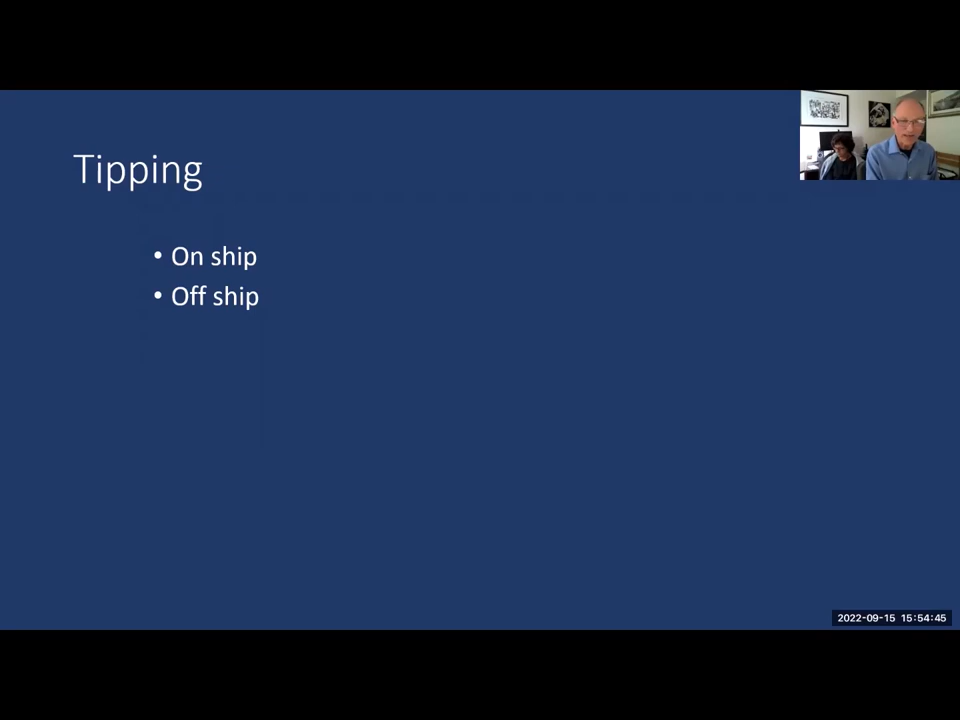 Tipping
• On ship
• Off ship
2022-09-15 15:54:45